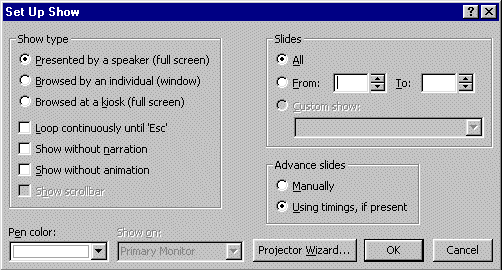 Set Up Show
Show type
Presented by a speaker (full screen)
Browsed by an individual (window)
Browsed at a kiosk (full screen)
Loop continuously until 'Esc'
Show without narration
Show without animation
Show scrollbar
Slides
All
From: To:
Custom show:
Advance slides
Manually
Using timings, if present
Pen color: Show on:
Primary Monitor Projector Wizard... OK Cancel